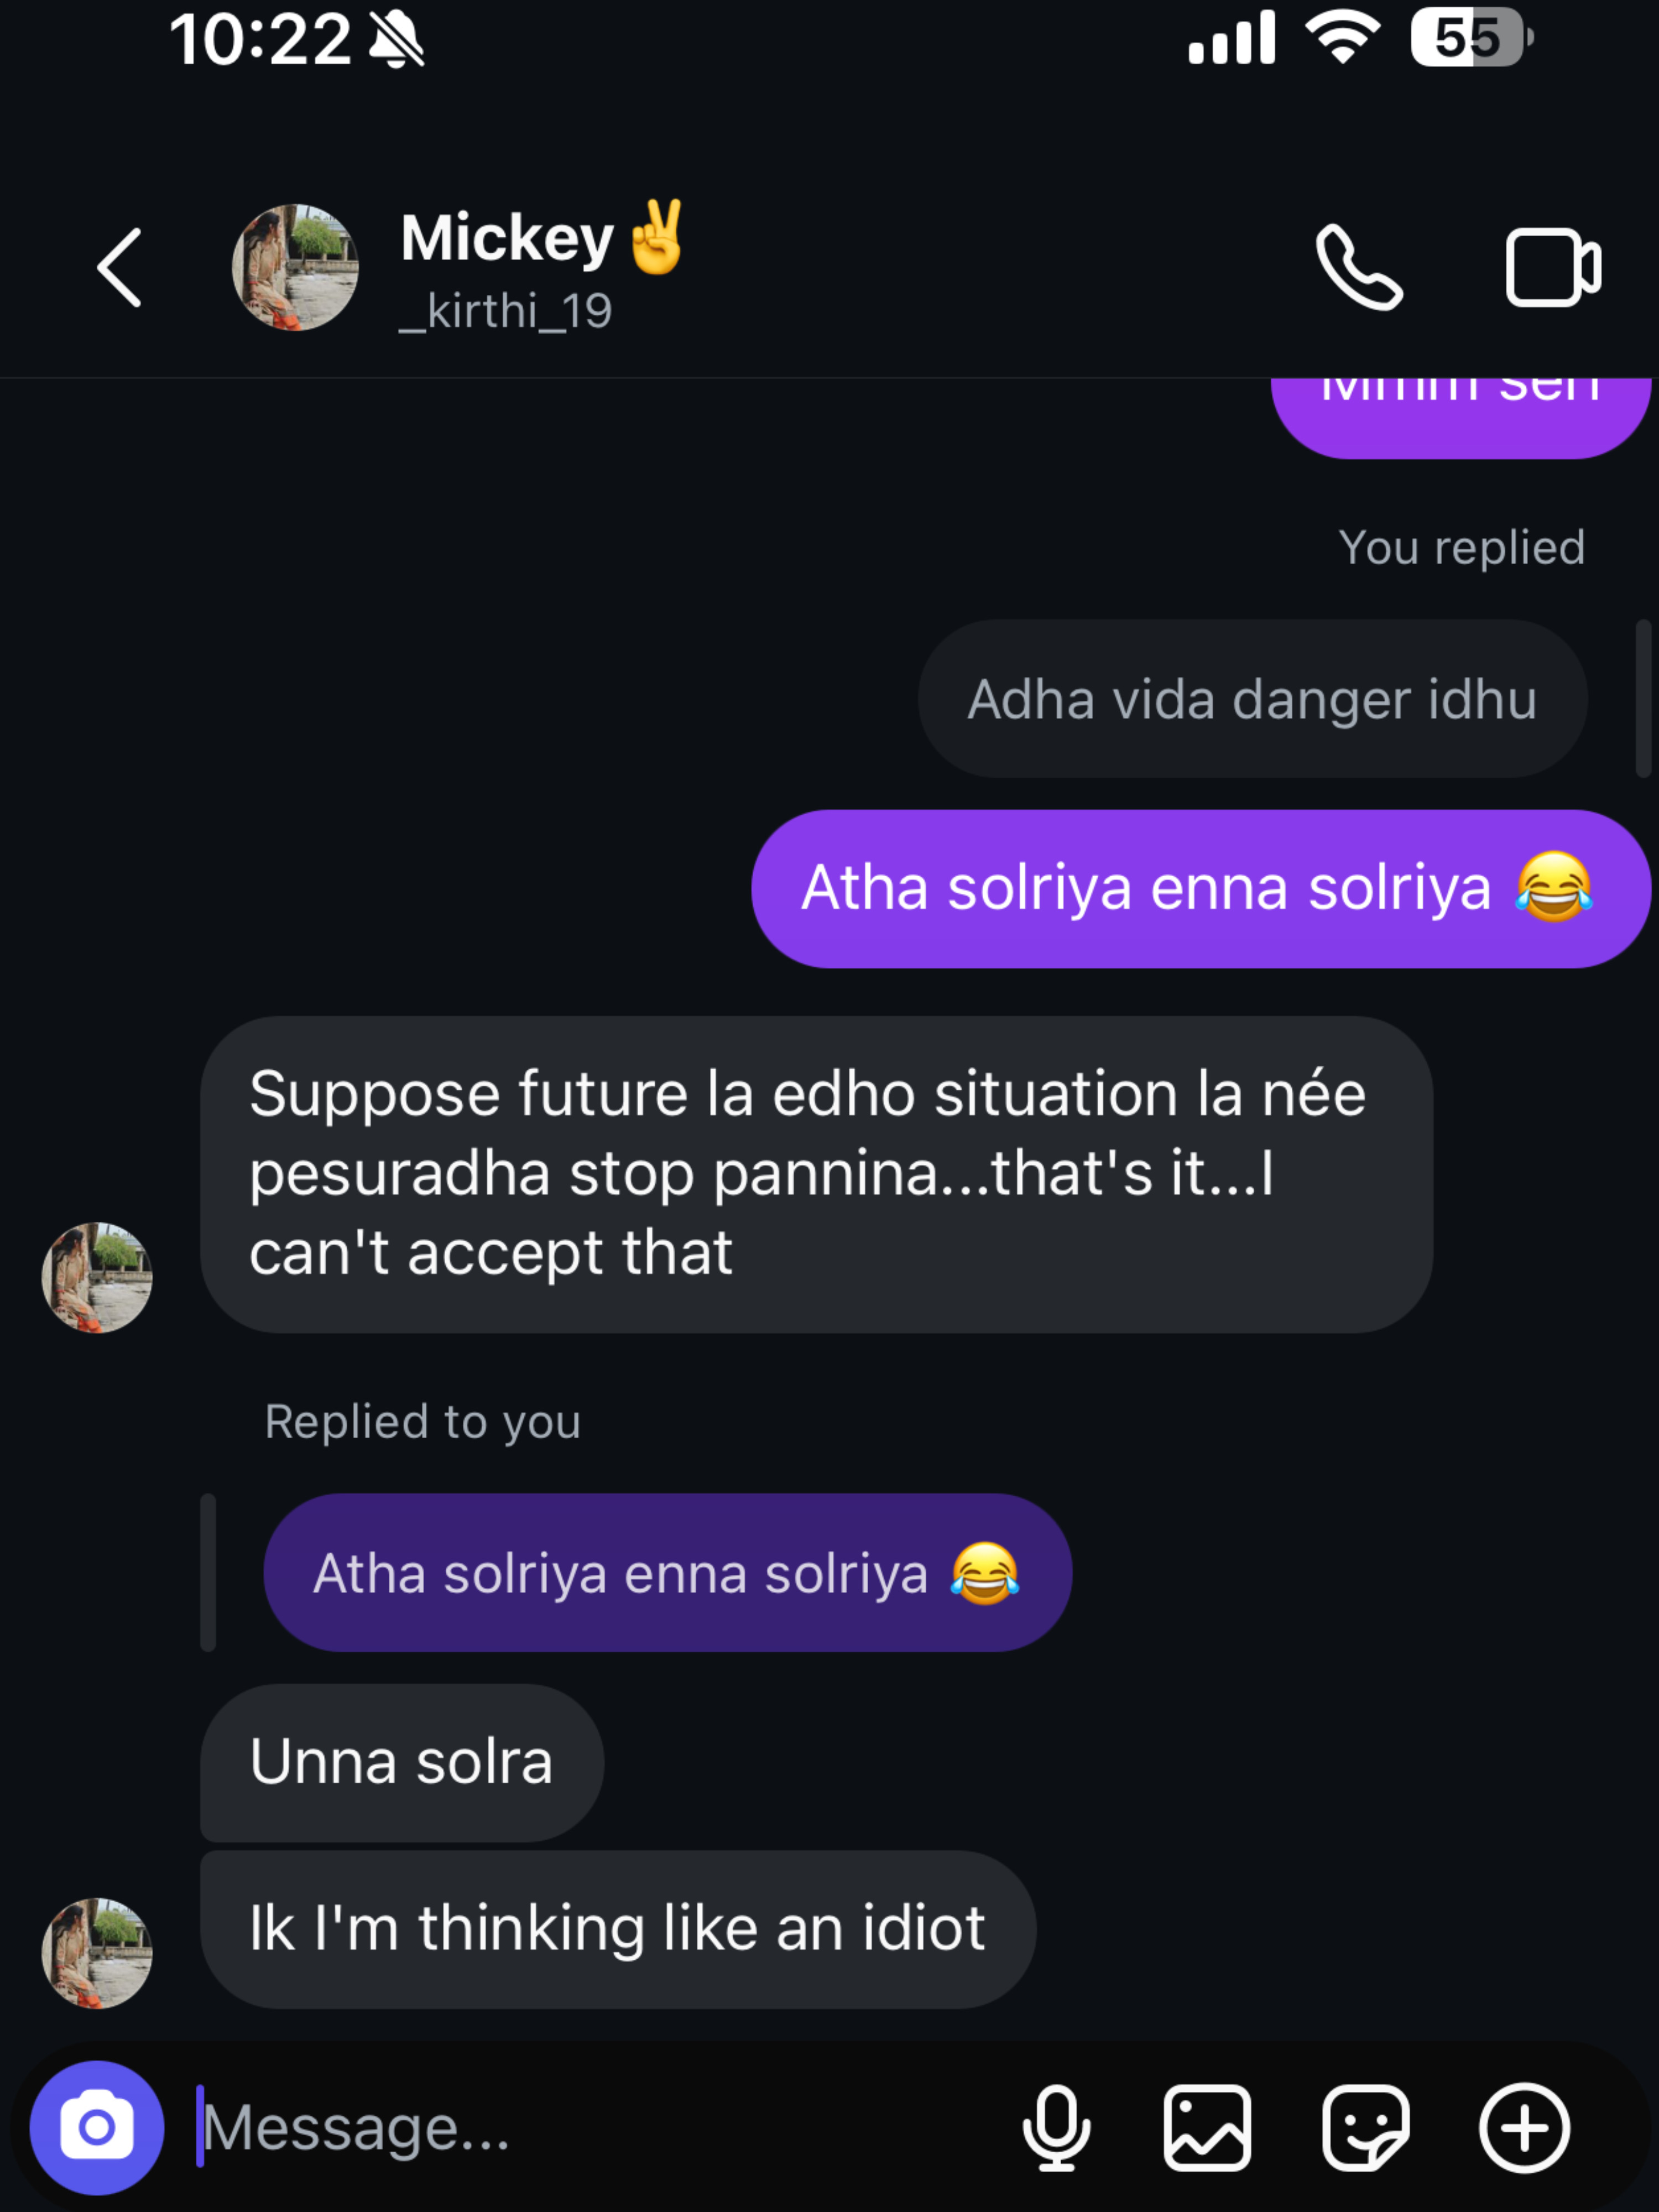 10:22
55
Mickey✌️
_kirthi_19
Mmm seri
You replied
Adha vida danger idhu
Atha solriya enna solriya 😂
Suppose future la edho situation la née
pesuradha stop pannina...that's it...I
can't accept that
Replied to you
Atha solriya enna solriya 😂
Unna solra
Ik I'm thinking like an idiot
Message...